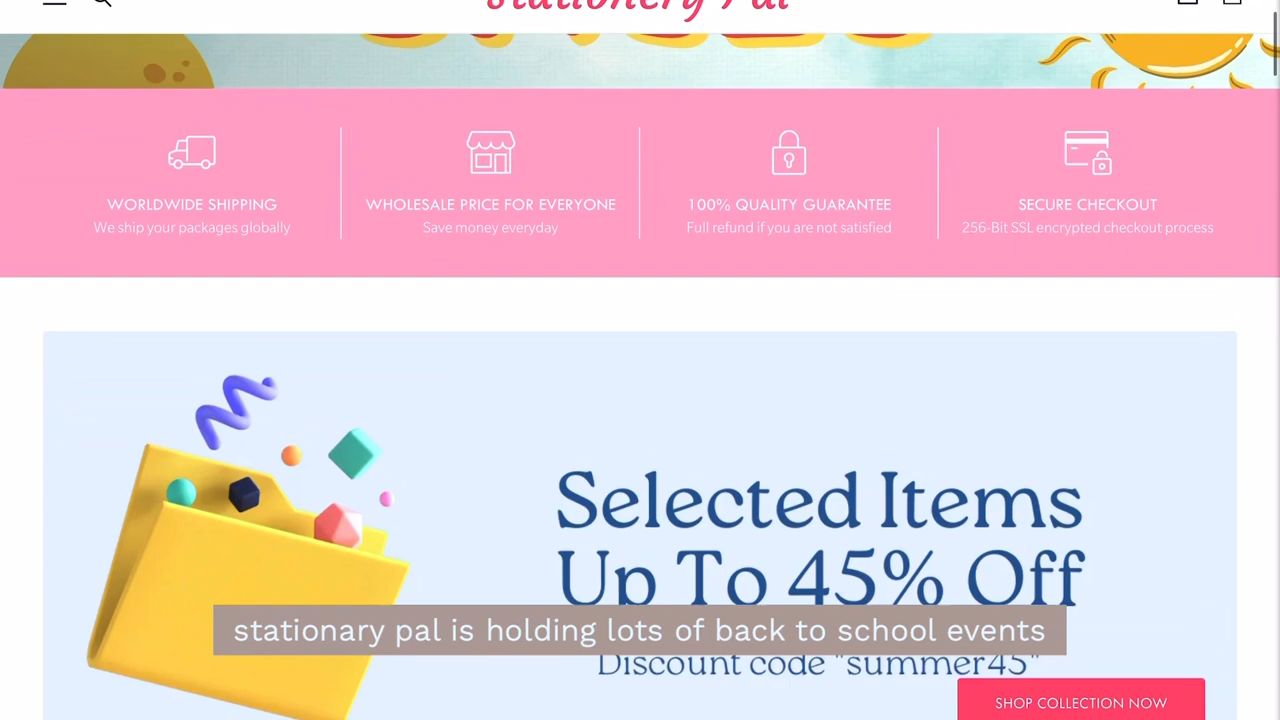 Stationery Pal
WORLDWIDE SHIPPING
We ship your packages globally
WHOLESALE PRICE FOR EVERYONE
Save money everyday
100% QUALITY GUARANTEE
Full refund if you are not satisfied
SECURE CHECKOUT
256-Bit SSL encrypted checkout process
Selected Items
Up To 45% Off
stationary pal is holding lots of back to school events
Discount code "summer45"
SHOP COLLECTION NOW